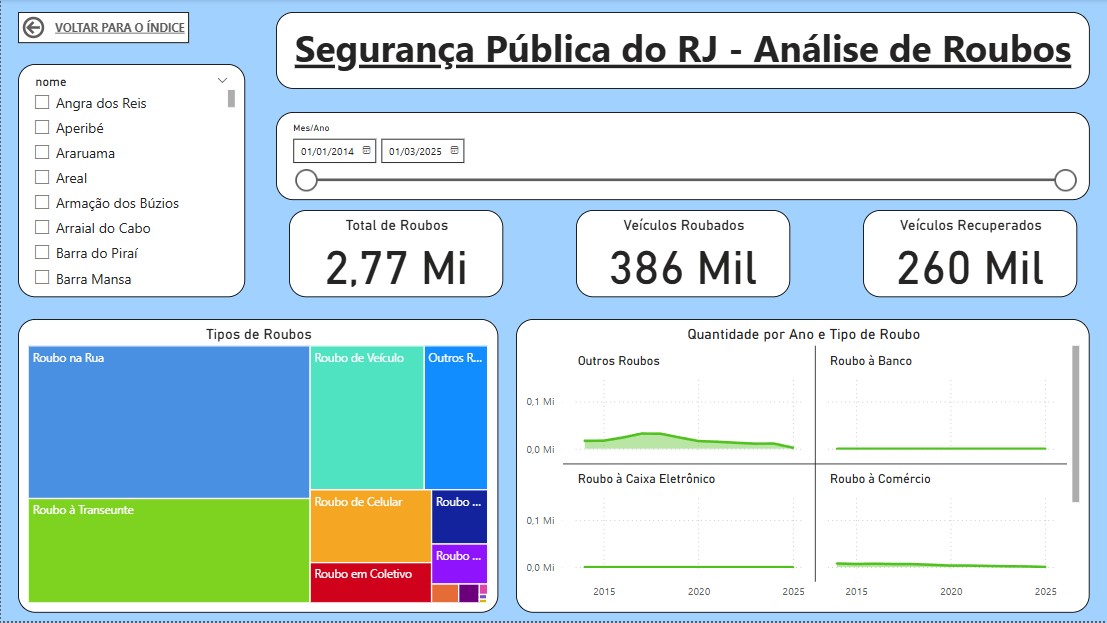 VOLTAR PARA O ÍNDICE
Segurança Pública do RJ - Análise de Roubos
nome
Angra dos Reis
Aperibé
Araruama
Areal
Armação dos Búzios
Arraial do Cabo
Barra do Piraí
Barra Mansa
Mes/Ano
01/01/2014
01/03/2025
Total de Roubos
2,77 Mi
Veículos Roubados
386 Mil
Veículos Recuperados
260 Mil
Tipos de Roubos
Roubo na Rua
Roubo de Veículo
Outros R...
Roubo à Transeunte
Roubo de Celular
Roubo ...
Roubo ...
Roubo em Coletivo
Quantidade por Ano e Tipo de Roubo
Outros Roubos
Roubo à Banco
0,1 Mi
0,0 Mi
Roubo à Caixa Eletrônico
Roubo à Comércio
0,1 Mi
0,0 Mi
2015
2020
2025
2015
2020
2025